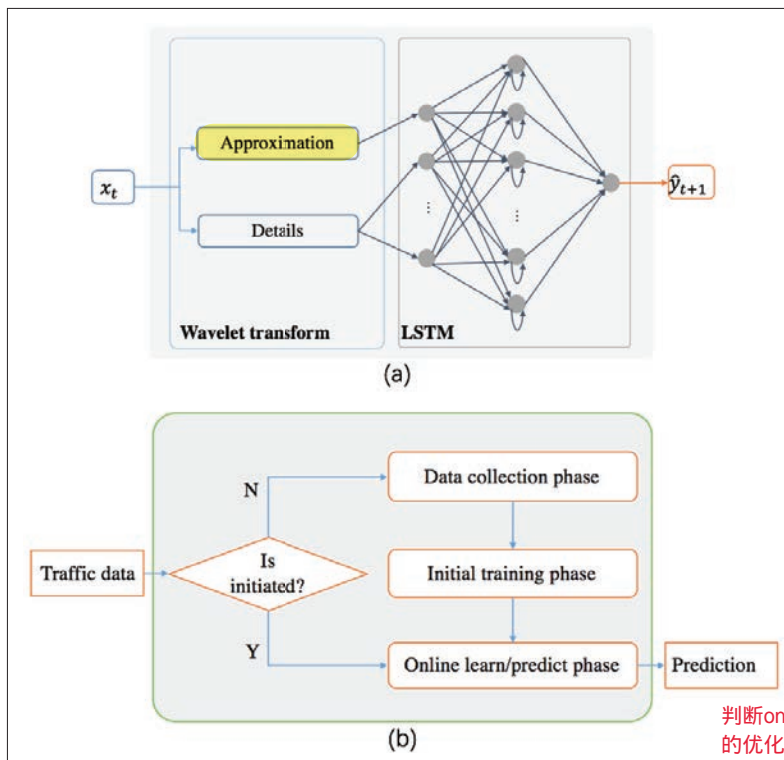 Approximation
x_t
ŷ_{t+1}
Details
⋮
⋮
Wavelet transform
LSTM
(a)
N
Data collection phase
Traffic data
Is
initiated?
Initial training phase
Y
Online learn/predict phase
Prediction
(b)
判断on
的优化